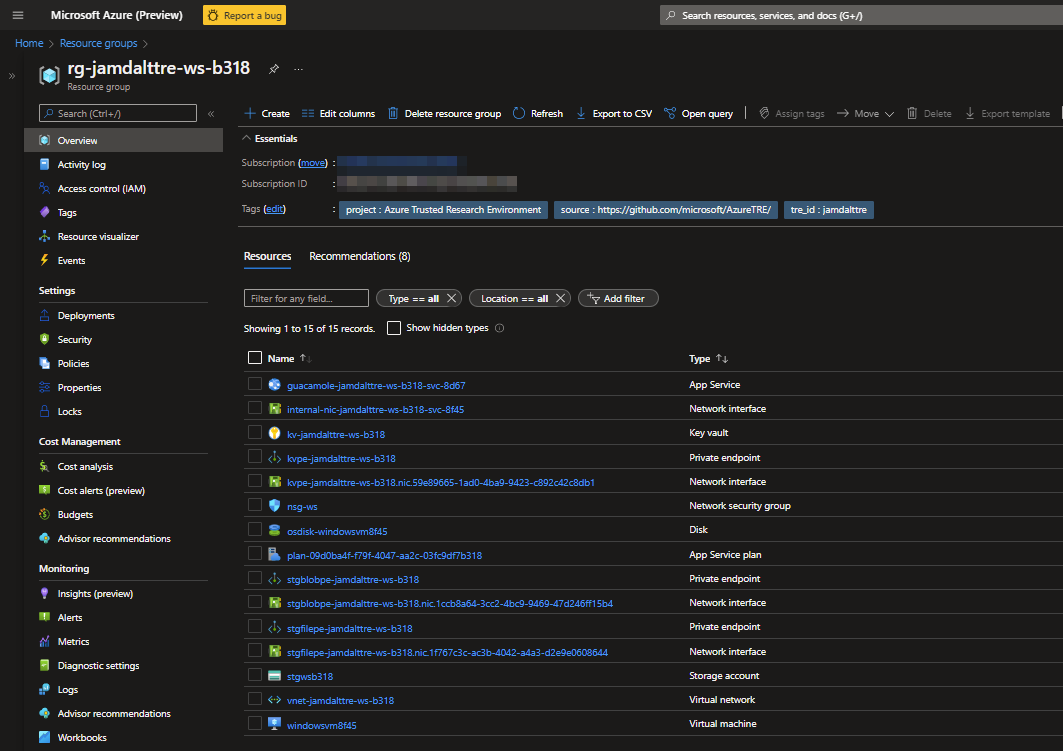 Microsoft Azure (Preview)
Report a bug
Search resources, services, and docs (G+/)
Home > Resource groups >
rg-jamdalttre-ws-b318
Resource group
Search (Ctrl+/)
Overview
Activity log
Access control (IAM)
Tags
Resource visualizer
Events
Settings
Deployments
Security
Policies
Properties
Locks
Cost Management
Cost analysis
Cost alerts (preview)
Budgets
Advisor recommendations
Monitoring
Insights (preview)
Alerts
Metrics
Diagnostic settings
Logs
Advisor recommendations
Workbooks
Create Edit columns Delete resource group Refresh Export to CSV Open query Assign tags Move Delete Export template
Essentials
Subscription (move) :
Subscription ID :
Tags (edit) : project : Azure Trusted Research Environment source : https://github.com/microsoft/AzureTRE/ tre_id : jamdalttre
Resources Recommendations (8)
Filter for any field... Type == all Location == all Add filter
Showing 1 to 15 of 15 records. Show hidden types
Name Type
guacamole-jamdalttre-ws-b318-svc-8d67 App Service
internal-nic-jamdalttre-ws-b318-svc-8f45 Network interface
kv-jamdalttre-ws-b318 Key vault
kvpe-jamdalttre-ws-b318 Private endpoint
kvpe-jamdalttre-ws-b318.nic.59e89665-1ad0-4ba9-9423-c892c42c8db1 Network interface
nsg-ws Network security group
osdisk-windowsvm8f45 Disk
plan-09d0ba4f-f79f-4047-aa2c-03fc9df7b318 App Service plan
stgblobpe-jamdalttre-ws-b318 Private endpoint
stgblobpe-jamdalttre-ws-b318.nic.1ccb8a64-3cc2-4bc9-9469-47d246ff15b4 Network interface
stgfilepe-jamdalttre-ws-b318 Private endpoint
stgfilepe-jamdalttre-ws-b318.nic.1f767c3c-ac3b-4042-a4a3-d2e9e0608644 Network interface
stgwsb318 Storage account
vnet-jamdalttre-ws-b318 Virtual network
windowsvm8f45 Virtual machine